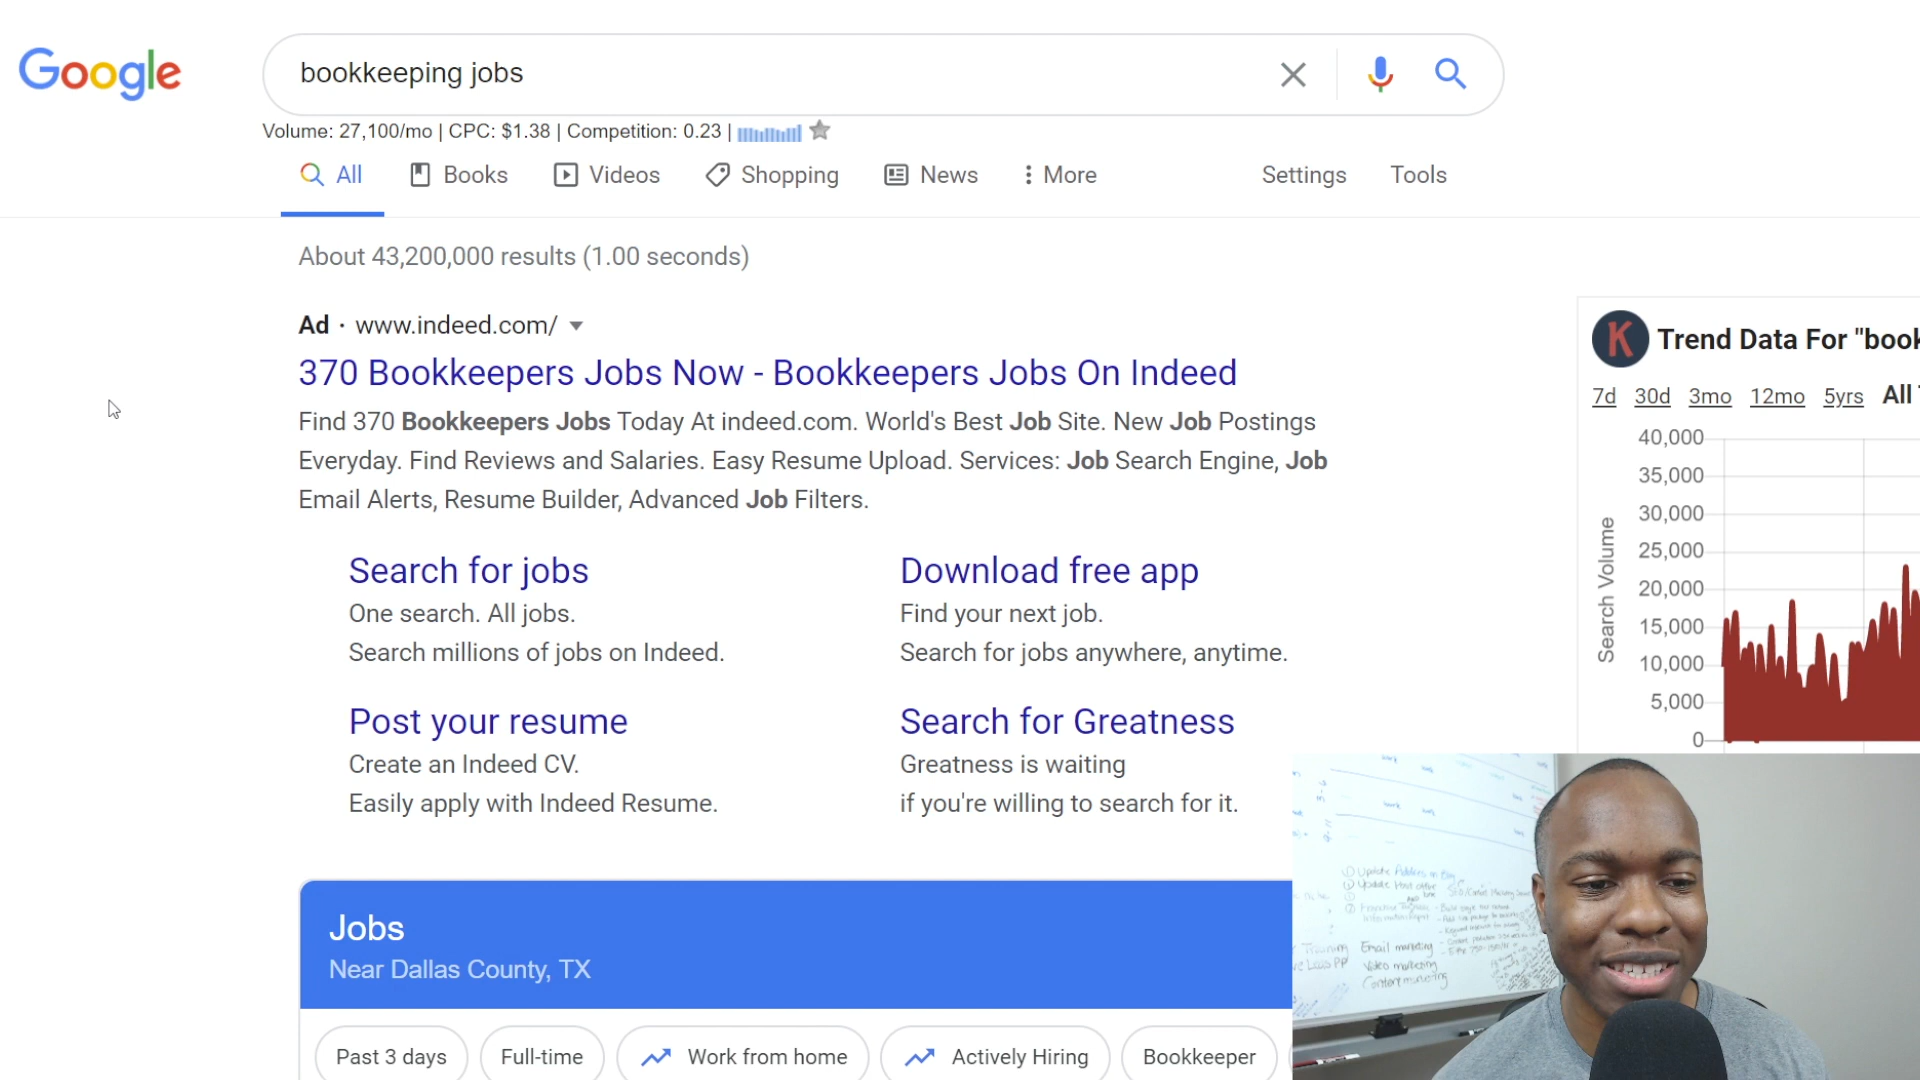 Google
bookkeeping jobs
Volume: 27,100/mo | CPC: $1.38 | Competition: 0.23 |
All
Books
Videos
Shopping
News
More
Settings
Tools
About 43,200,000 results (1.00 seconds)
Ad · www.indeed.com/
370 Bookkeepers Jobs Now - Bookkeepers Jobs On Indeed
Find 370 Bookkeepers Jobs Today At indeed.com. World's Best Job Site. New Job Postings
Everyday. Find Reviews and Salaries. Easy Resume Upload. Services: Job Search Engine, Job
Email Alerts, Resume Builder, Advanced Job Filters.
Search for jobs
One search. All jobs.
Search millions of jobs on Indeed.
Download free app
Find your next job.
Search for jobs anywhere, anytime.
Post your resume
Create an Indeed CV.
Easily apply with Indeed Resume.
Search for Greatness
Greatness is waiting
if you're willing to search for it.
Jobs
Near Dallas County, TX
Past 3 days
Full-time
Work from home
Actively Hiring
Bookkeeper
K
Trend Data For "book
7d 30d 3mo 12mo 5yrs All
40,000
35,000
30,000
25,000
20,000
15,000
10,000
5,000
0
Search Volume
Email marketing
Video marketing
Content marketing